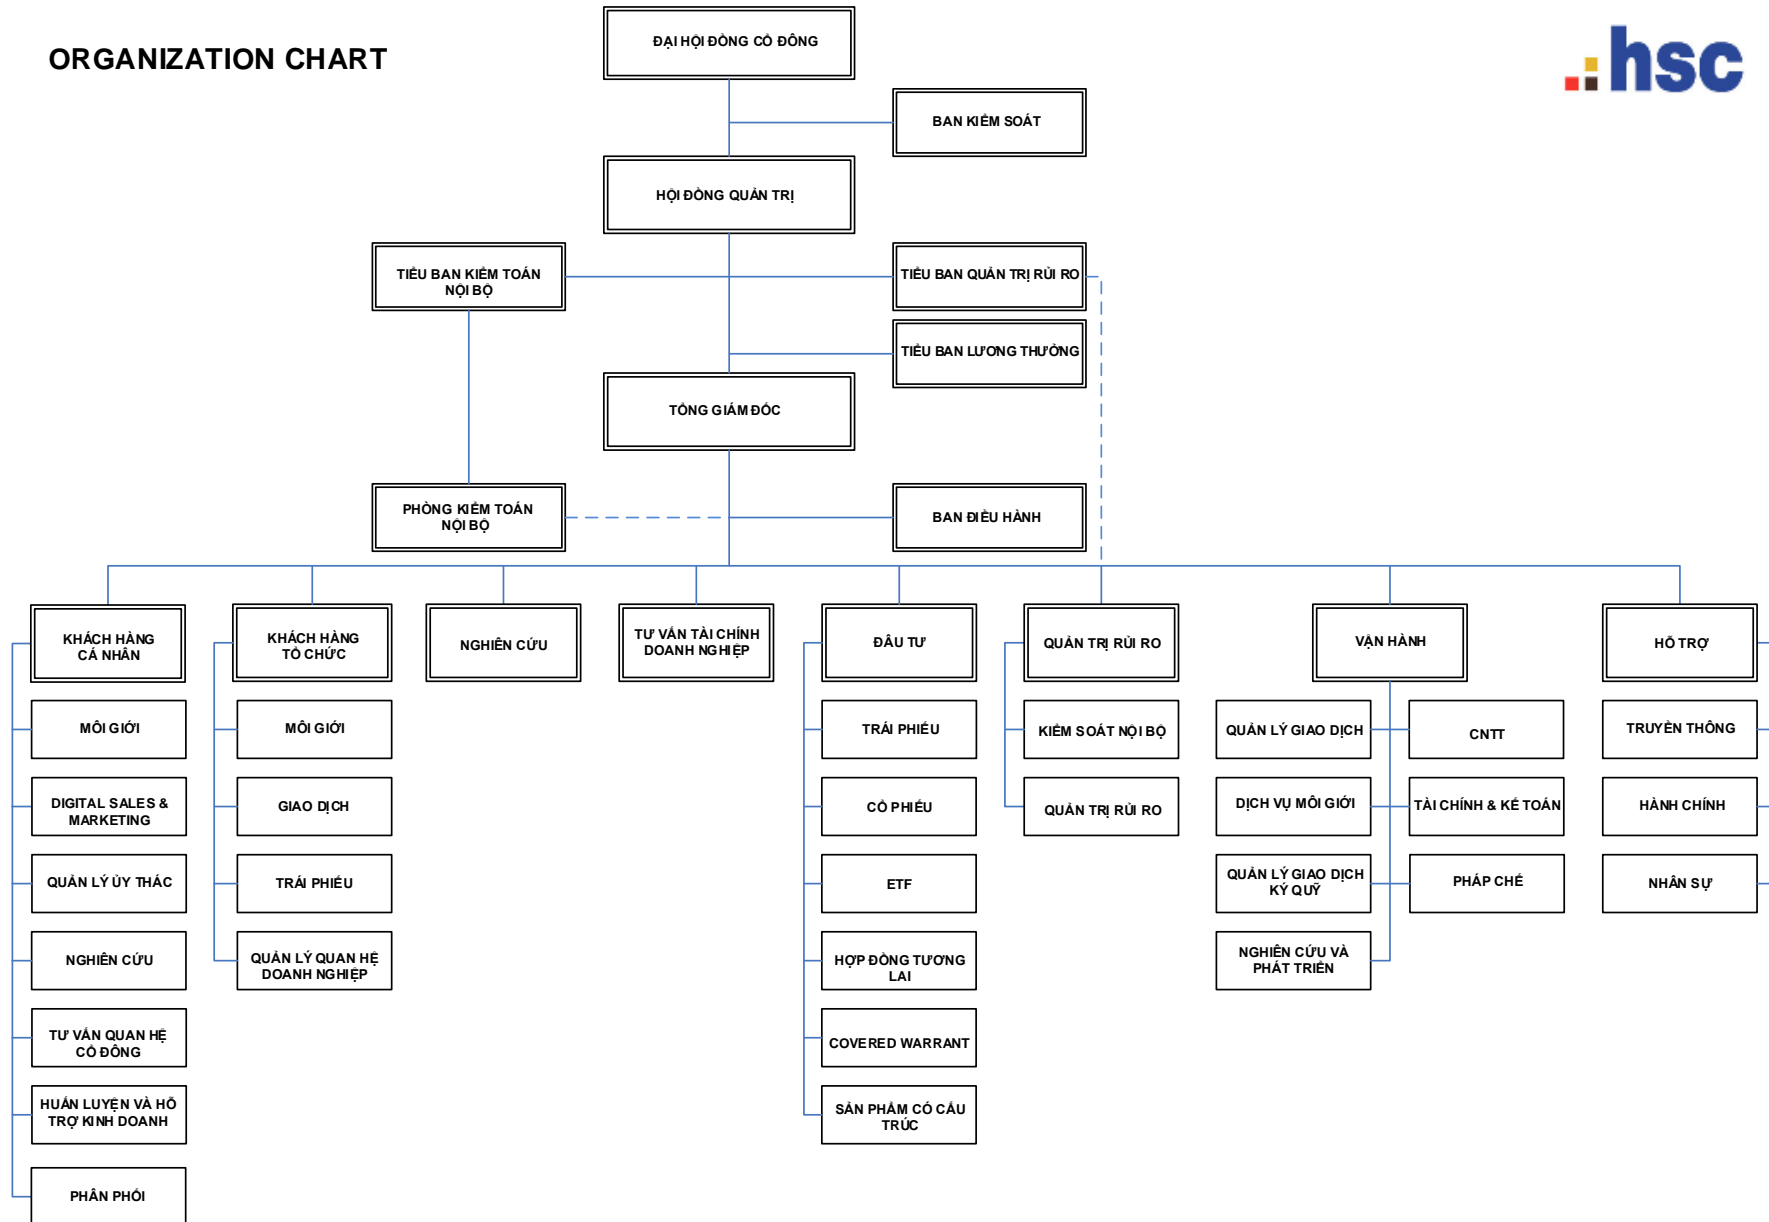 ORGANIZATION CHART
hsc
ĐẠI HỘI ĐỒNG CỔ ĐÔNG
BAN KIỂM SOÁT
HỘI ĐỒNG QUẢN TRỊ
TIỂU BAN KIỂM TOÁN
NỘI BỘ
TIỂU BAN QUẢN TRỊ RỦI RO
TIỂU BAN LƯƠNG THƯỞNG
TỔNG GIÁM ĐỐC
PHÒNG KIỂM TOÁN
NỘI BỘ
BAN ĐIỀU HÀNH
KHÁCH HÀNG
CÁ NHÂN
MÔI GIỚI
DIGITAL SALES &
MARKETING
QUẢN LÝ ỦY THÁC
NGHIÊN CỨU
TƯ VẤN QUAN HỆ
CỔ ĐÔNG
HUẤN LUYỆN VÀ HỖ
TRỢ KINH DOANH
PHÂN PHỐI
KHÁCH HÀNG
TỔ CHỨC
MÔI GIỚI
GIAO DỊCH
TRÁI PHIẾU
QUẢN LÝ QUAN HỆ
DOANH NGHIỆP
NGHIÊN CỨU
TƯ VẤN TÀI CHÍNH
DOANH NGHIỆP
ĐẦU TƯ
TRÁI PHIẾU
CỔ PHIẾU
ETF
HỢP ĐỒNG TƯƠNG
LAI
COVERED WARRANT
SẢN PHẨM CÓ CẤU
TRÚC
QUẢN TRỊ RỦI RO
KIỂM SOÁT NỘI BỘ
QUẢN TRỊ RỦI RO
VẬN HÀNH
QUẢN LÝ GIAO DỊCH
DỊCH VỤ MÔI GIỚI
QUẢN LÝ GIAO DỊCH
KÝ QUỸ
NGHIÊN CỨU VÀ
PHÁT TRIỂN
CNTT
TÀI CHÍNH & KẾ TOÁN
PHÁP CHẾ
HỖ TRỢ
TRUYỀN THÔNG
HÀNH CHÍNH
NHÂN SỰ